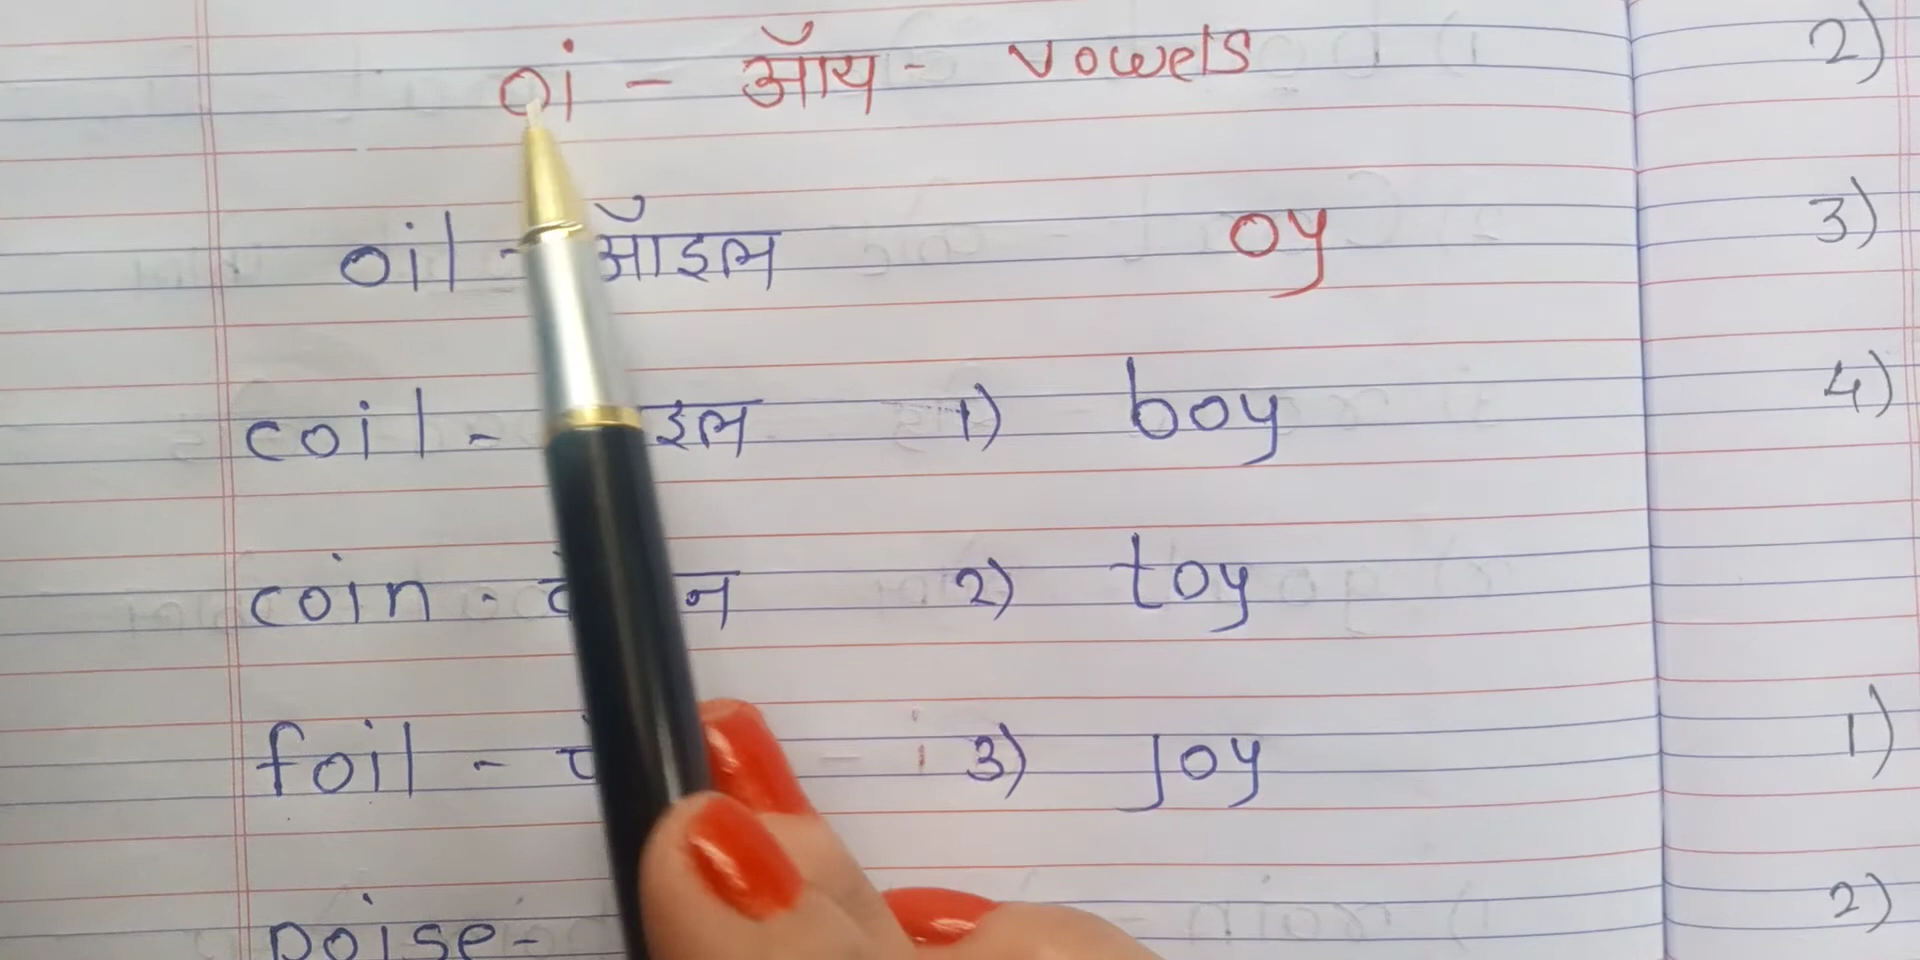 oi - ऑय - vowels
2)
oil - ऑइल
oy
3)
coil - इल
1) boy
4)
coin - न
2) toy
foil -
3) joy
1)
poise -
2)